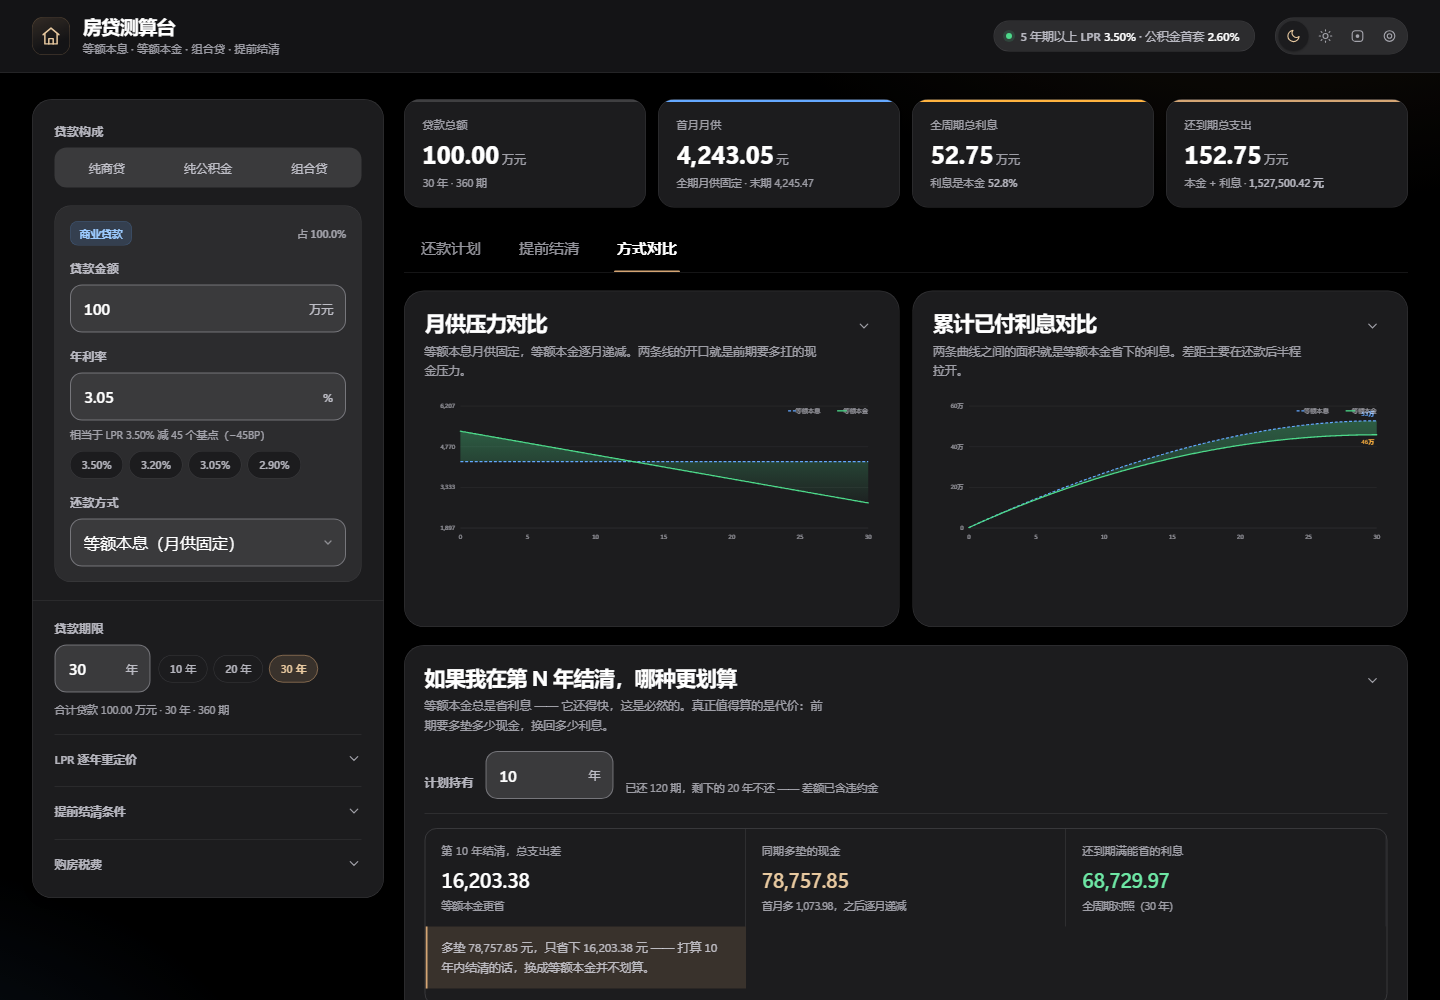 房贷测算台
等额本息 · 等额本金 · 组合贷 · 提前结清
5 年期以上 LPR 3.50% · 公积金首套 2.60%
贷款构成
纯商贷 纯公积金 组合贷
商业贷款 占 100.0%
贷款金额
100 万元
年利率
3.05 %
相当于 LPR 3.50% 减 45 个基点（−45BP）
3.50% 3.20% 3.05% 2.90%
还款方式
等额本息（月供固定）
贷款期限
30 年 10 年 20 年 30 年
合计贷款 100.00 万元 · 30 年 · 360 期
LPR 逐年重定价
提前结清条件
购房税费
贷款总额
100.00 万元
30 年 · 360 期
首月月供
4,243.05 元
全期月供固定 · 末期 4,245.47
全周期总利息
52.75 万元
利息是本金 52.8%
还到期总支出
152.75 万元
本金 + 利息 · 1,527,500.42 元
还款计划 提前结清 方式对比
月供压力对比
等额本息月供固定，等额本金逐月递减。两条线的开口就是前期要多扛的现
金压力。
等额本息 等额本金
6,207
4,770
3,333
1,897
0 5 10 15 20 25 30
累计已付利息对比
两条曲线之间的面积就是等额本金省下的利息。差距主要在还款后半程
拉开。
等额本息 等额本金
60万
40万
20万
0
46万
0 5 10 15 20 25 30
如果我在第 N 年结清，哪种更划算
等额本金总是省利息 —— 它还得快，这是必然的。真正值得算的是代价：前
期要多垫多少现金，换回多少利息。
计划持有 10 年 已还 120 期，剩下的 20 年不还 —— 差额已含违约金
第 10 年结清，总支出差
16,203.38
等额本金更省
同期多垫的现金
78,757.85
首月多 1,073.98，之后逐月递减
还到期满能省的利息
68,729.97
全周期对照（30 年）
多垫 78,757.85 元，只省下 16,203.38 元 —— 打算 10
年内结清的话，换成等额本金并不划算。